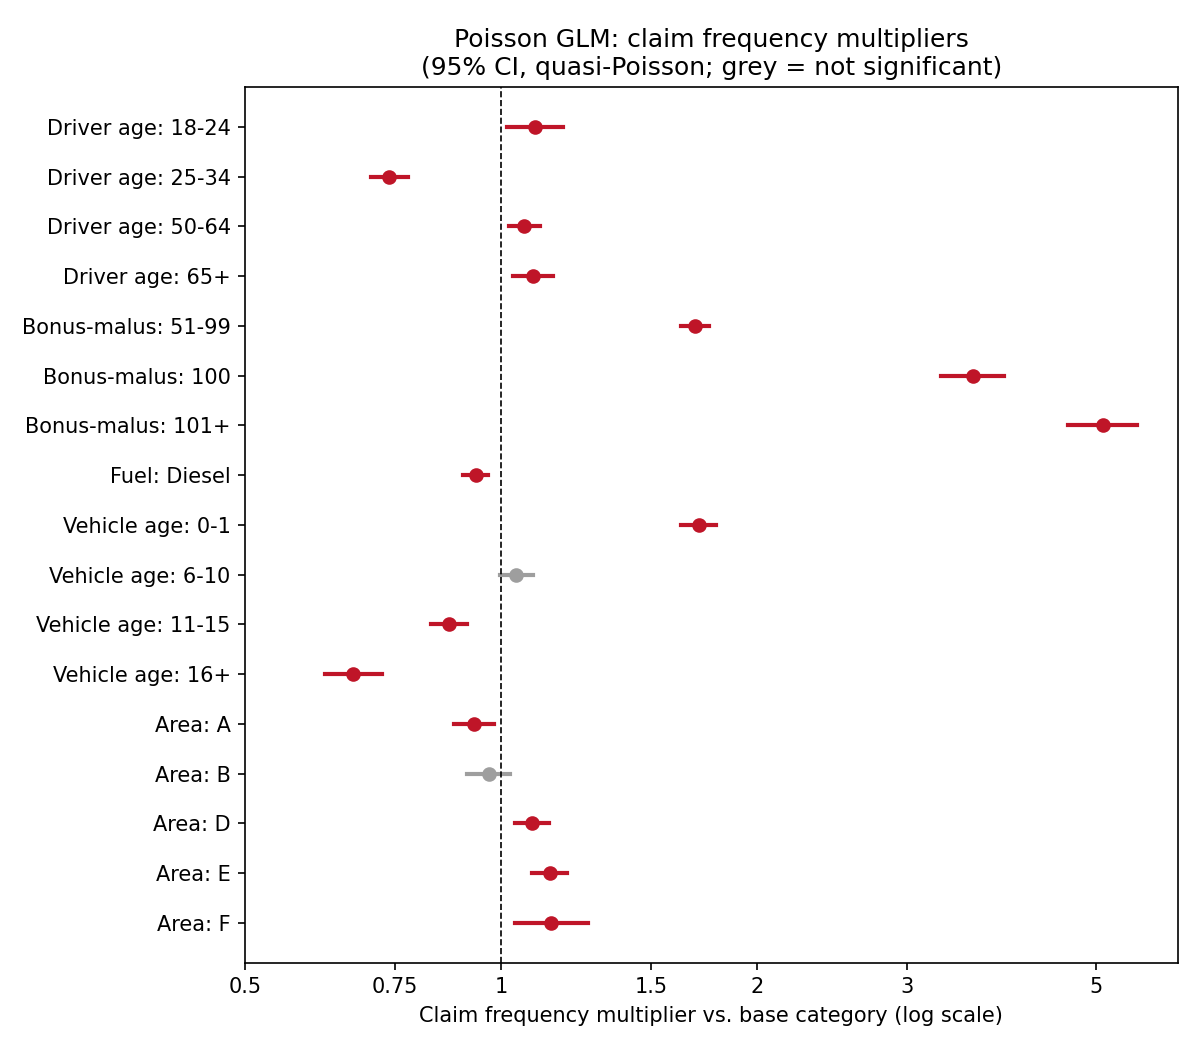 Poisson GLM: claim frequency multipliers
(95% CI, quasi-Poisson; grey = not significant)
Driver age: 18-24
Driver age: 25-34
Driver age: 50-64
Driver age: 65+
Bonus-malus: 51-99
Bonus-malus: 100
Bonus-malus: 101+
Fuel: Diesel
Vehicle age: 0-1
Vehicle age: 6-10
Vehicle age: 11-15
Vehicle age: 16+
Area: A
Area: B
Area: D
Area: E
Area: F
0.5 0.75 1 1.5 2 3 5
Claim frequency multiplier vs. base category (log scale)